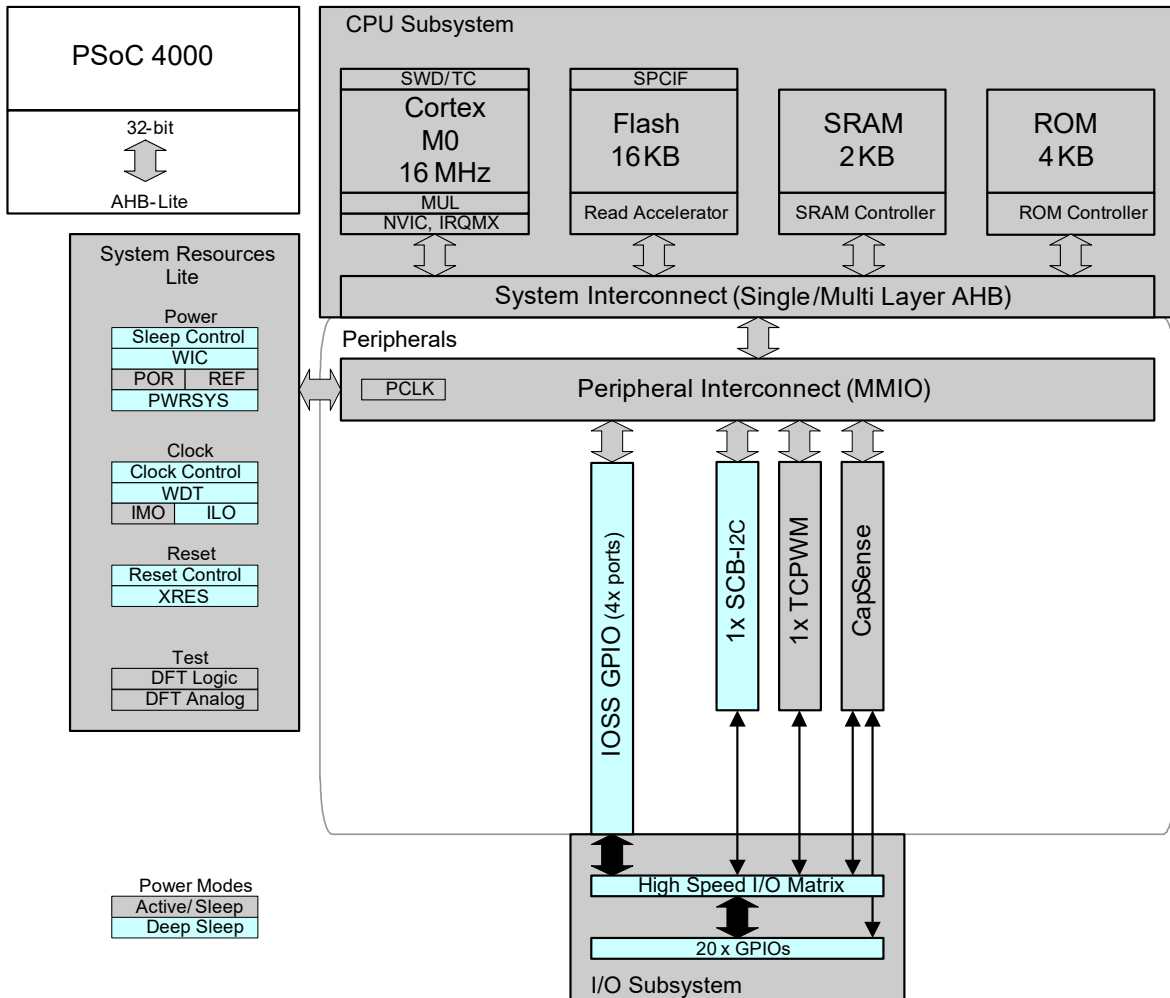 PSoC 4000
32-bit
AHB-Lite
CPU Subsystem
SWD/TC
Cortex
M0
16 MHz
MUL
NVIC, IRQMX
SPCIF
Flash
16 KB
Read Accelerator
SRAM
2 KB
SRAM Controller
ROM
4 KB
ROM Controller
System Interconnect (Single/Multi Layer AHB)
System Resources
Lite
Power
Sleep Control
WIC
POR REF
PWRSYS
Clock
Clock Control
WDT
IMO ILO
Reset
Reset Control
XRES
Test
DFT Logic
DFT Analog
Peripherals
PCLK
Peripheral Interconnect (MMIO)
IOSS GPIO (4x ports)
1x SCB-I2C
1x TCPWM
CapSense
High Speed I/O Matrix
20 x GPIOs
I/O Subsystem
Power Modes
Active/Sleep
Deep Sleep